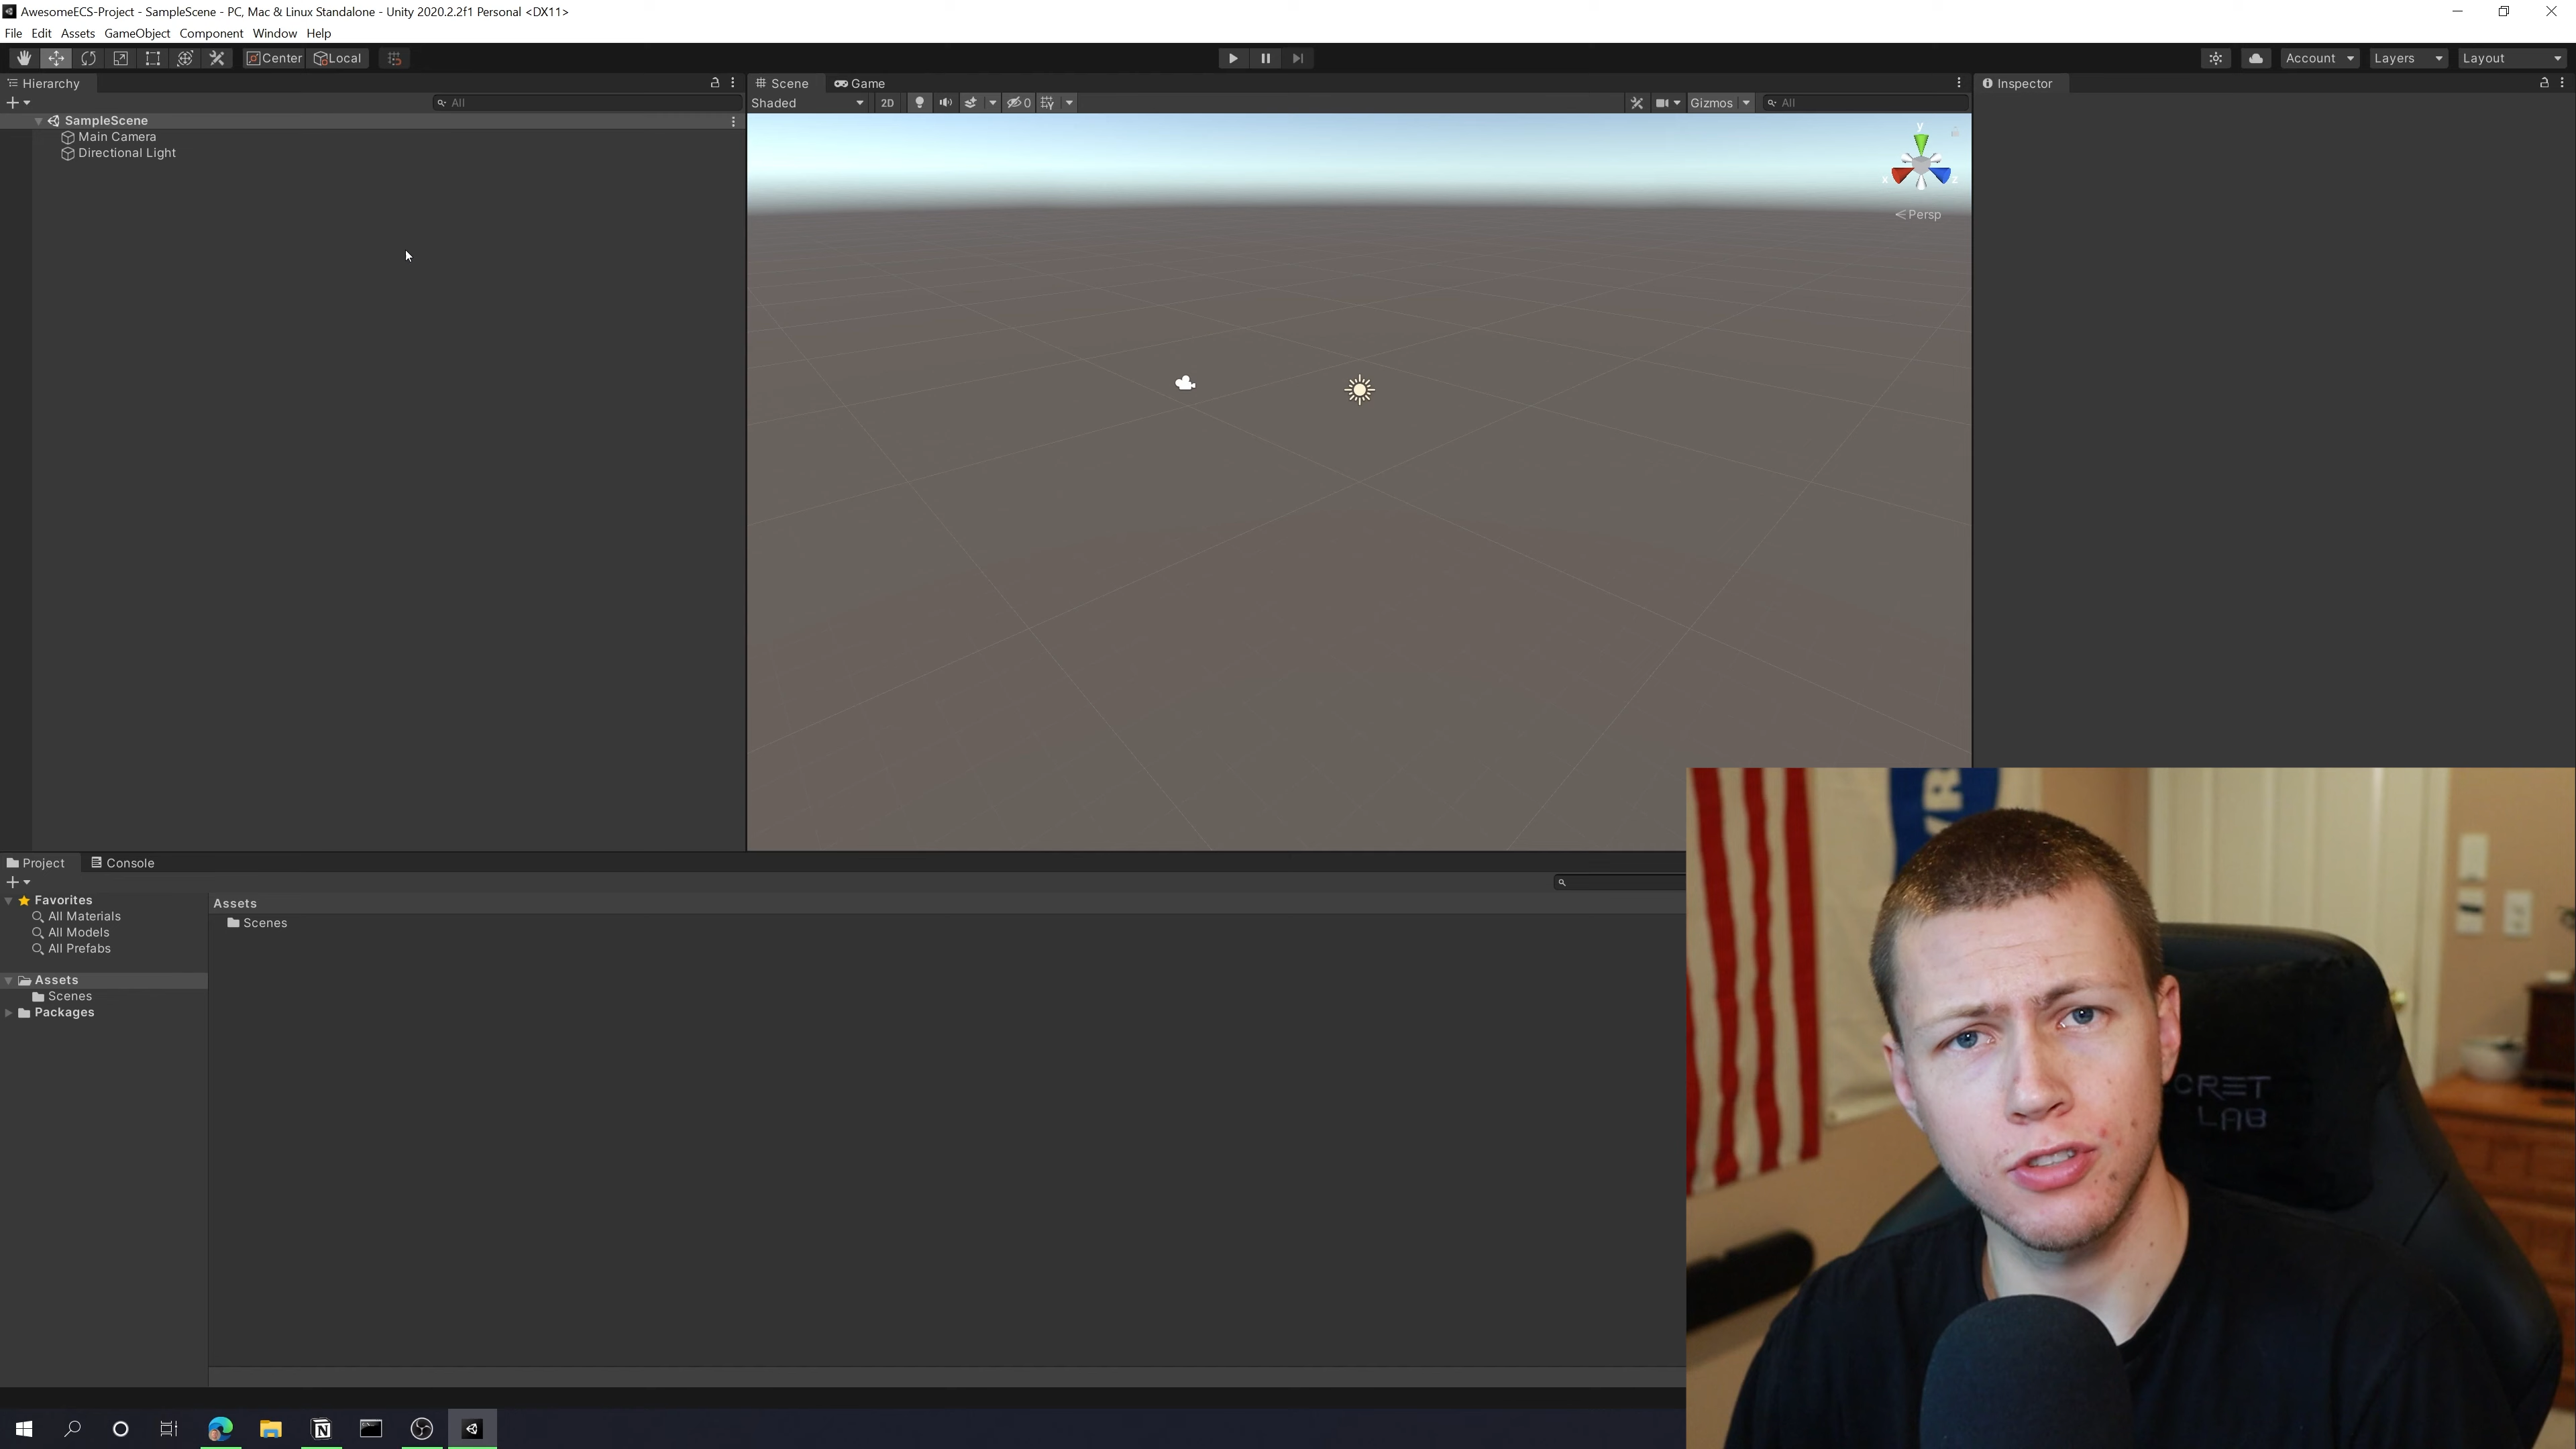 AwesomeECS-Project - SampleScene - PC, Mac & Linux Standalone - Unity 2020.2.2f1 Personal <DX11>
File Edit Assets GameObject Component Window Help
Center Local Account Layers Layout
Hierarchy
All
SampleScene
Main Camera
Directional Light
Scene Game
Shaded 2D 0 Gizmos All
y
x z
Persp
Inspector
Project Console
Favorites
All Materials
All Models
All Prefabs
Assets
Scenes
Packages
Assets
Scenes
CRET
LAB